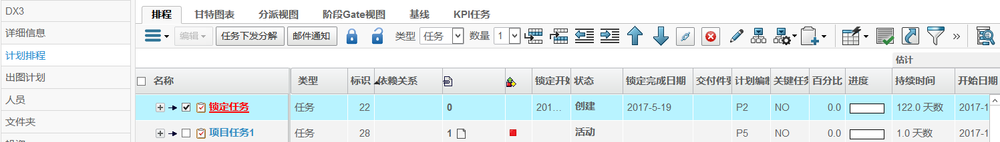 DX3
详细信息
计划排程
出图计划
人员
文件夹
排程 甘特图表 分派视图 阶段Gate视图 基线 KPI任务
编辑 任务下发分解 邮件通知 类型 任务 数量 1 »
估计
名称 类型 标识 依赖关系 锁定开始 状态 锁定完成日期 交付件要 计划编制 关键任务 百分比 进度 持续时间 开始日期
锁定任务 任务 22 0 201... 创建 2017-5-19 P2 NO 0.0 122.0 天数 2017-1
项目任务1 任务 28 1 活动 P5 NO 0.0 1.0 天数 2017-1